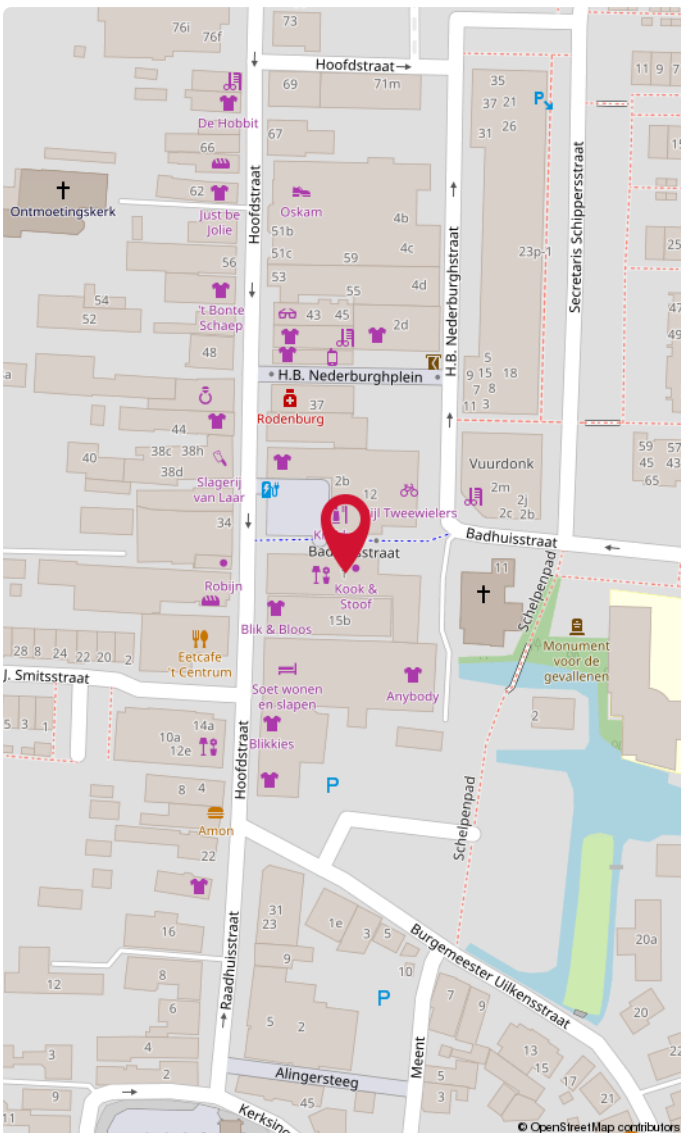 76i
76f
73
Hoofdstraat
69
71m
35
37 21
31 26
P
11 9 7
De Hobbit
66
67
62
Ontmoetingskerk
Just be
Jolie
Hoofdstraat
Oskam
51b
51c
53
59
55
4b
4c
4d
H.B. Nederburghstraat
23p-1
Secretaris Schippersstraat
15
25
56
54
52
't Bonte
Schaep
43 45
2d
47
49
48
H.B. Nederburghplein
5
9 15 18
7 8
11 3
Rodenburg
37
44
40
38c 38h
38d
Slagerij
van Laar
34
2b
12
Vuurdonk
2m
2j
2c 2b
59 57
45 43
65
ijl Tweewielers
Badhuisstraat
Robijn
Kook &
Stoof
11
Schelpenpad
Blik & Bloos
15b
28 8 24 22 20 2
Eetcafe
't Centrum
Monument
voor de
gevallenen
J. Smitsstraat
Soet wonen
en slapen
Anybody
5 3 1
14a
10a
12e
Blikkies
2
Hoofdstraat
8 4
P
Amon
22
Schelpenpad
31
23
1e 3 5
Burgemeester Uilkensstraat
16
9
10
20a
Raadhuisstraat
12
8
6
P
7 9
20
5 2
4
3
2
Alingersteeg
Meent
13
15
17
22
5
3
21
11
9
45
Kerksing
© OpenStreetMap contributors